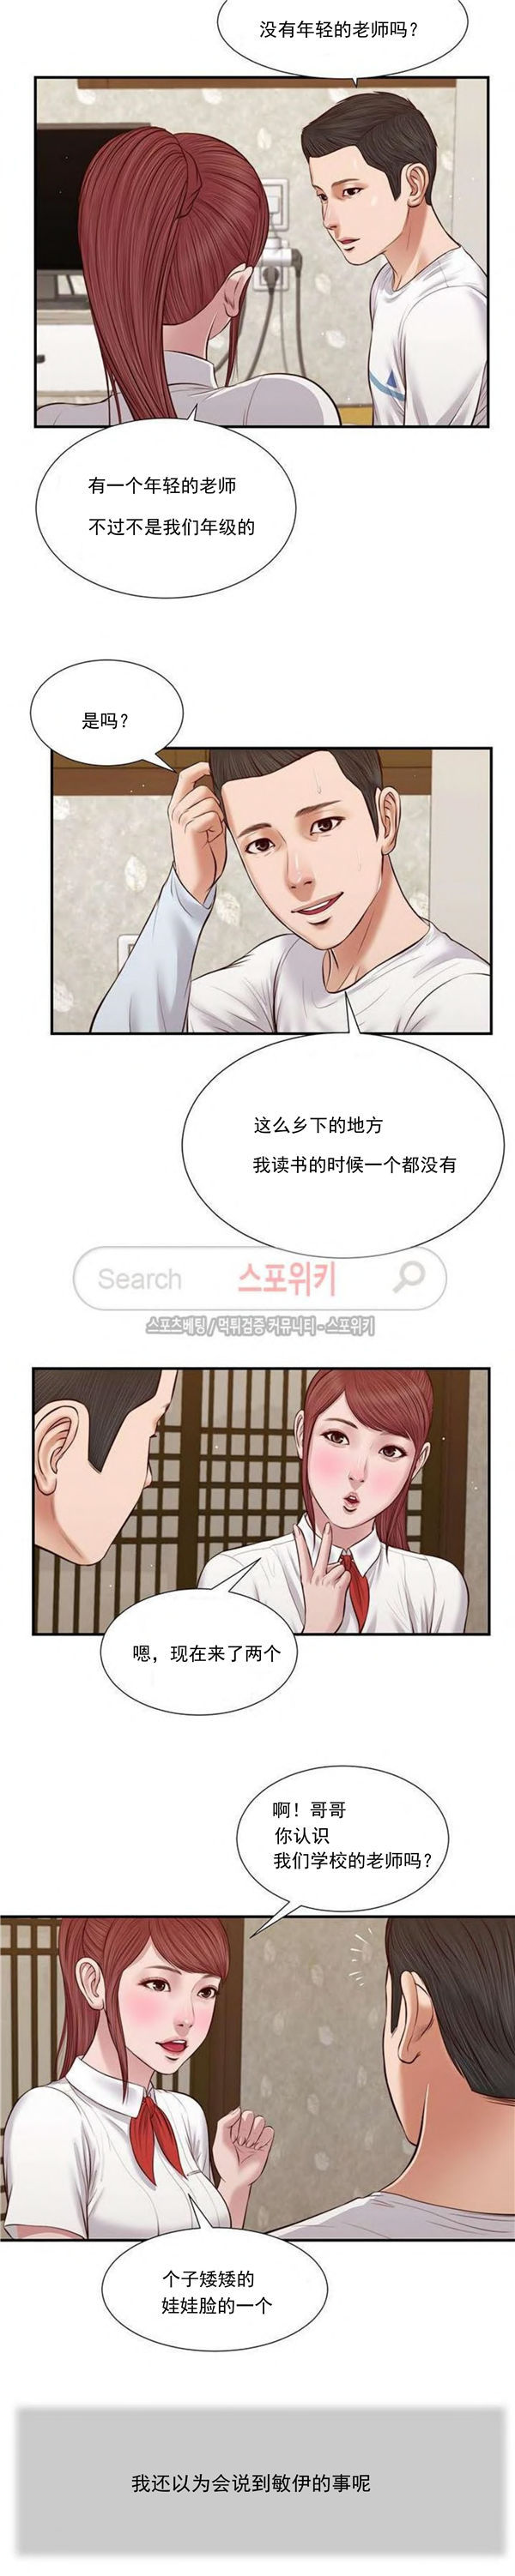 没有年轻的老师吗？
有一个年轻的老师
不过不是我们年级的
是吗？
这么乡下的地方
我读书的时候一个都没有
Search 스포위키
스포츠베팅/먹튀검증 커뮤니티 - 스포위키
嗯，现在来了两个
啊！哥哥
你认识
我们学校的老师吗？
个子矮矮的
娃娃脸的一个
我还以为会说到敏伊的事呢